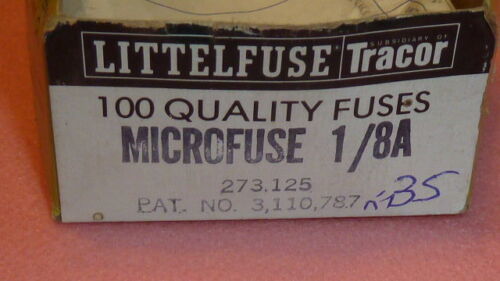 LITTELFUSE
SUBSIDIARY OF
Tracor
100 QUALITY FUSES
MICROFUSE 1/8A
273.125
PAT. NO. 3,110,787
35